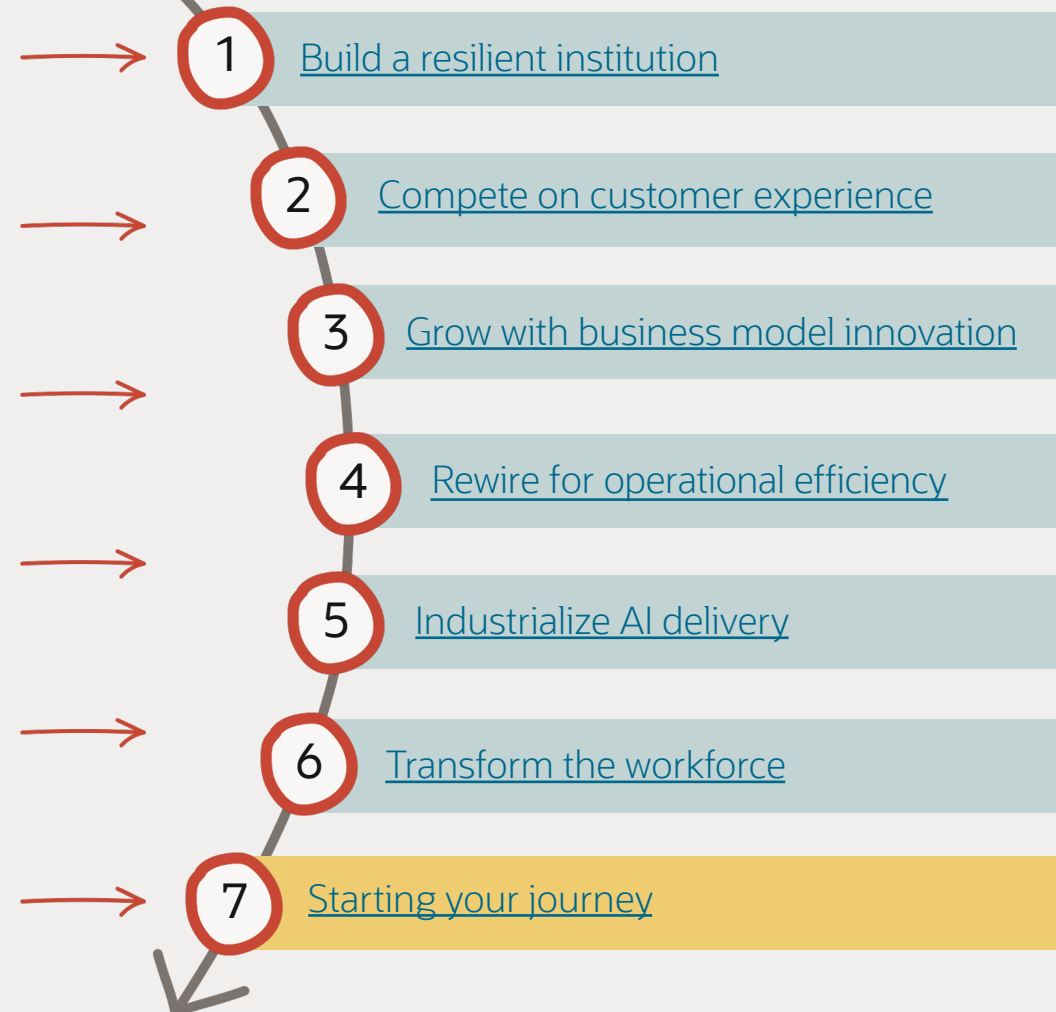 1 Build a resilient institution
2 Compete on customer experience
3 Grow with business model innovation
4 Rewire for operational efficiency
5 Industrialize AI delivery
6 Transform the workforce
7 Starting your journey